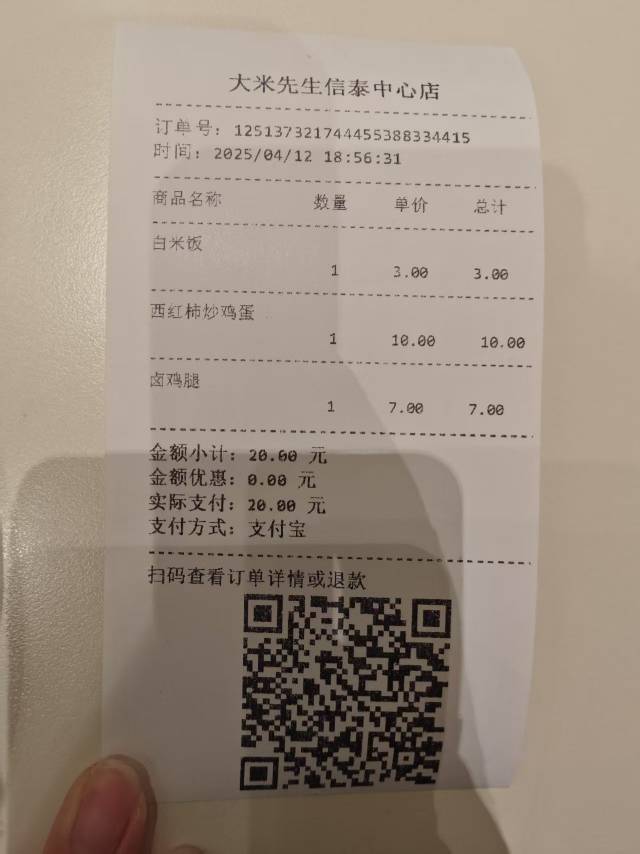 大米先生信泰中心店
订单号：125137321744455388334415
时间：2025/04/12 18:56:31
商品名称 数量 单价 总计
白米饭
1 3.00 3.00
西红柿炒鸡蛋
1 10.00 10.00
卤鸡腿
1 7.00 7.00
金额小计：20.00 元
金额优惠：0.00 元
实际支付：20.00 元
支付方式：支付宝
扫码查看订单详情或退款